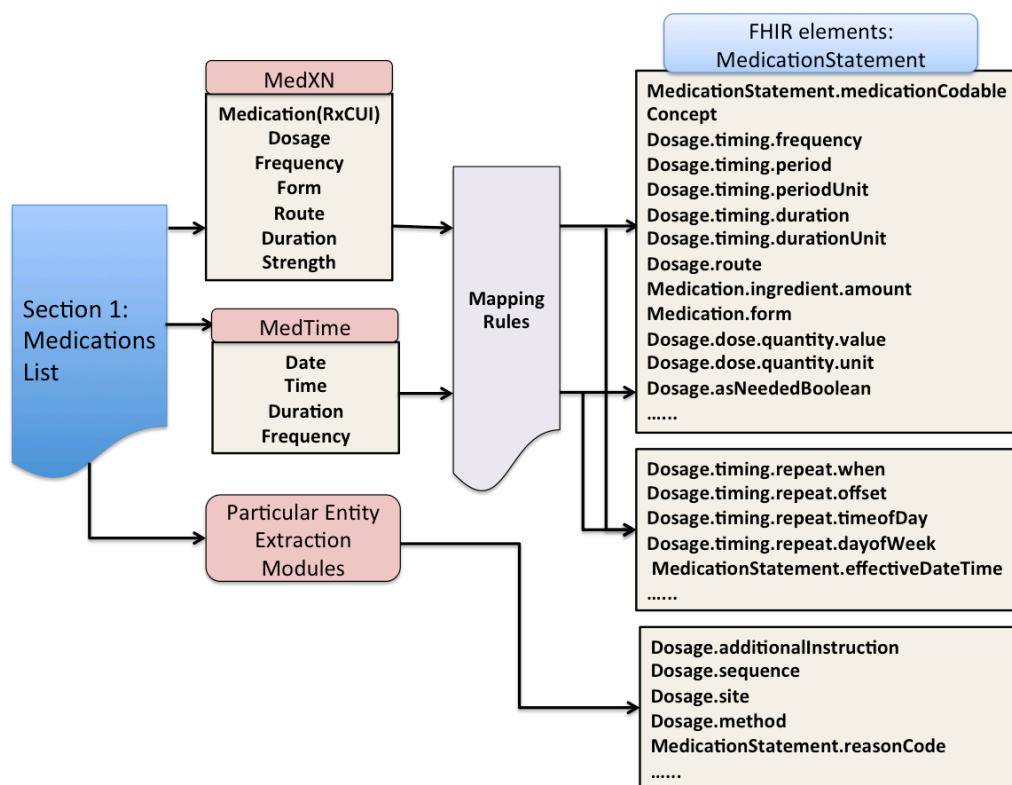 FHIR elements:
MedicationStatement
MedXN
Medication(RxCUI)
Dosage
Frequency
Form
Route
Duration
Strength
Section 1:
Medications
List
MedTime
Date
Time
Duration
Frequency
Particular Entity
Extraction
Modules
Mapping
Rules
MedicationStatement.medicationCodable
Concept
Dosage.timing.frequency
Dosage.timing.period
Dosage.timing.periodUnit
Dosage.timing.duration
Dosage.timing.durationUnit
Dosage.route
Medication.ingredient.amount
Medication.form
Dosage.dose.quantity.value
Dosage.dose.quantity.unit
Dosage.asNeededBoolean
......
Dosage.timing.repeat.when
Dosage.timing.repeat.offset
Dosage.timing.repeat.timeofDay
Dosage.timing.repeat.dayofWeek
MedicationStatement.effectiveDateTime
......
Dosage.additionalInstruction
Dosage.sequence
Dosage.site
Dosage.method
MedicationStatement.reasonCode
......